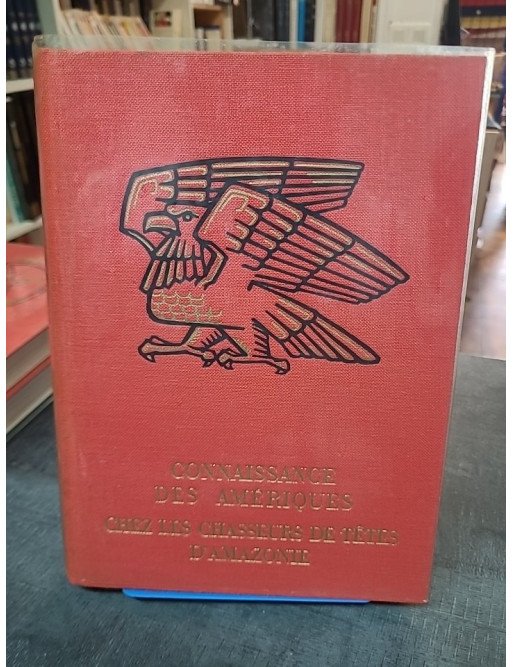 CONNAISSANCE
DES AMÉRIQUES
CHEZ LES CHASSEURS DE TÊTES
D'AMAZONIE